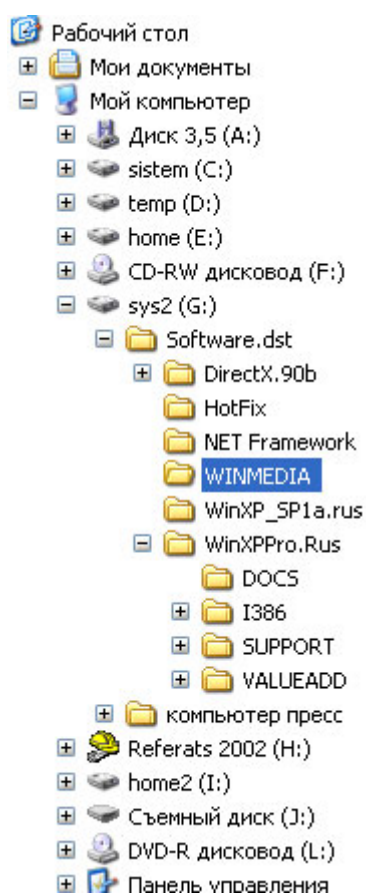 Рабочий стол
Мои документы
Мой компьютер
Диск 3,5 (A:)
sistem (C:)
temp (D:)
home (E:)
CD-RW дисковод (F:)
sys2 (G:)
Software.dst
DirectX.90b
HotFix
NET Framework
WINMEDIA
WinXP_SP1a.rus
WinXPPro.Rus
DOCS
I386
SUPPORT
VALUEADD
компьютер пресс
Referats 2002 (H:)
home2 (I:)
Съемный диск (J:)
DVD-R дисковод (L:)
Панель управления